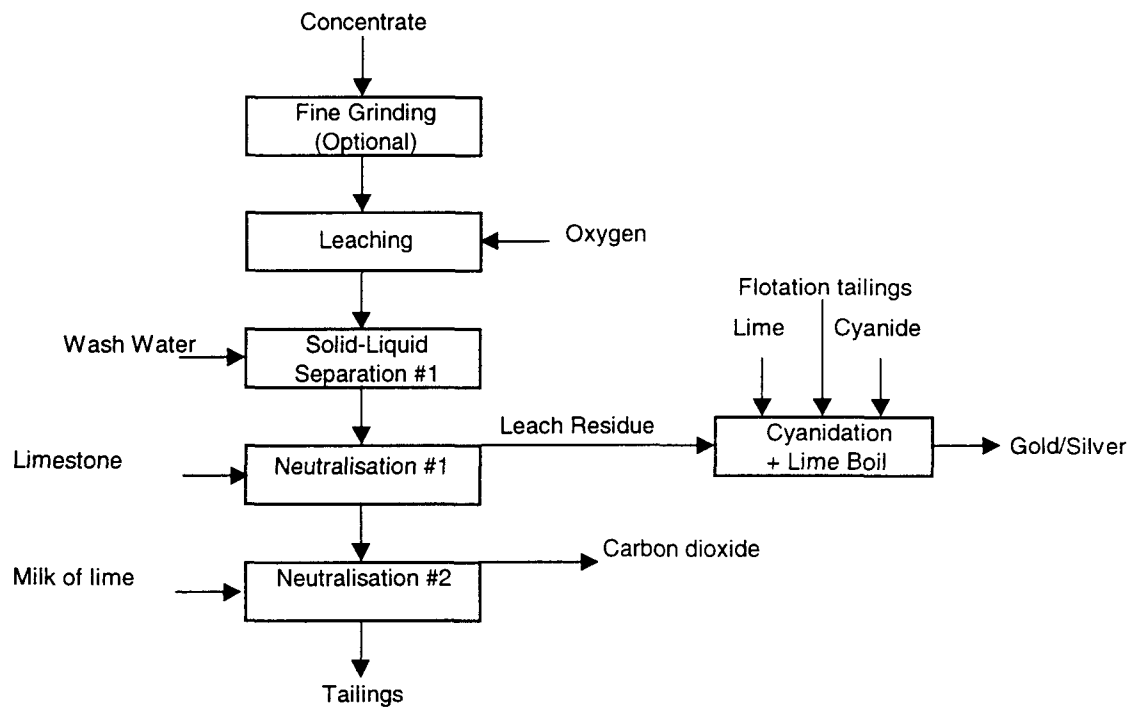 Concentrate
Fine Grinding
(Optional)
Leaching
Oxygen
Flotation tailings
Lime
Cyanide
Wash Water
Solid-Liquid
Separation #1
Leach Residue
Cyanidation
+ Lime Boil
Gold/Silver
Limestone
Neutralisation #1
Carbon dioxide
Milk of lime
Neutralisation #2
Tailings